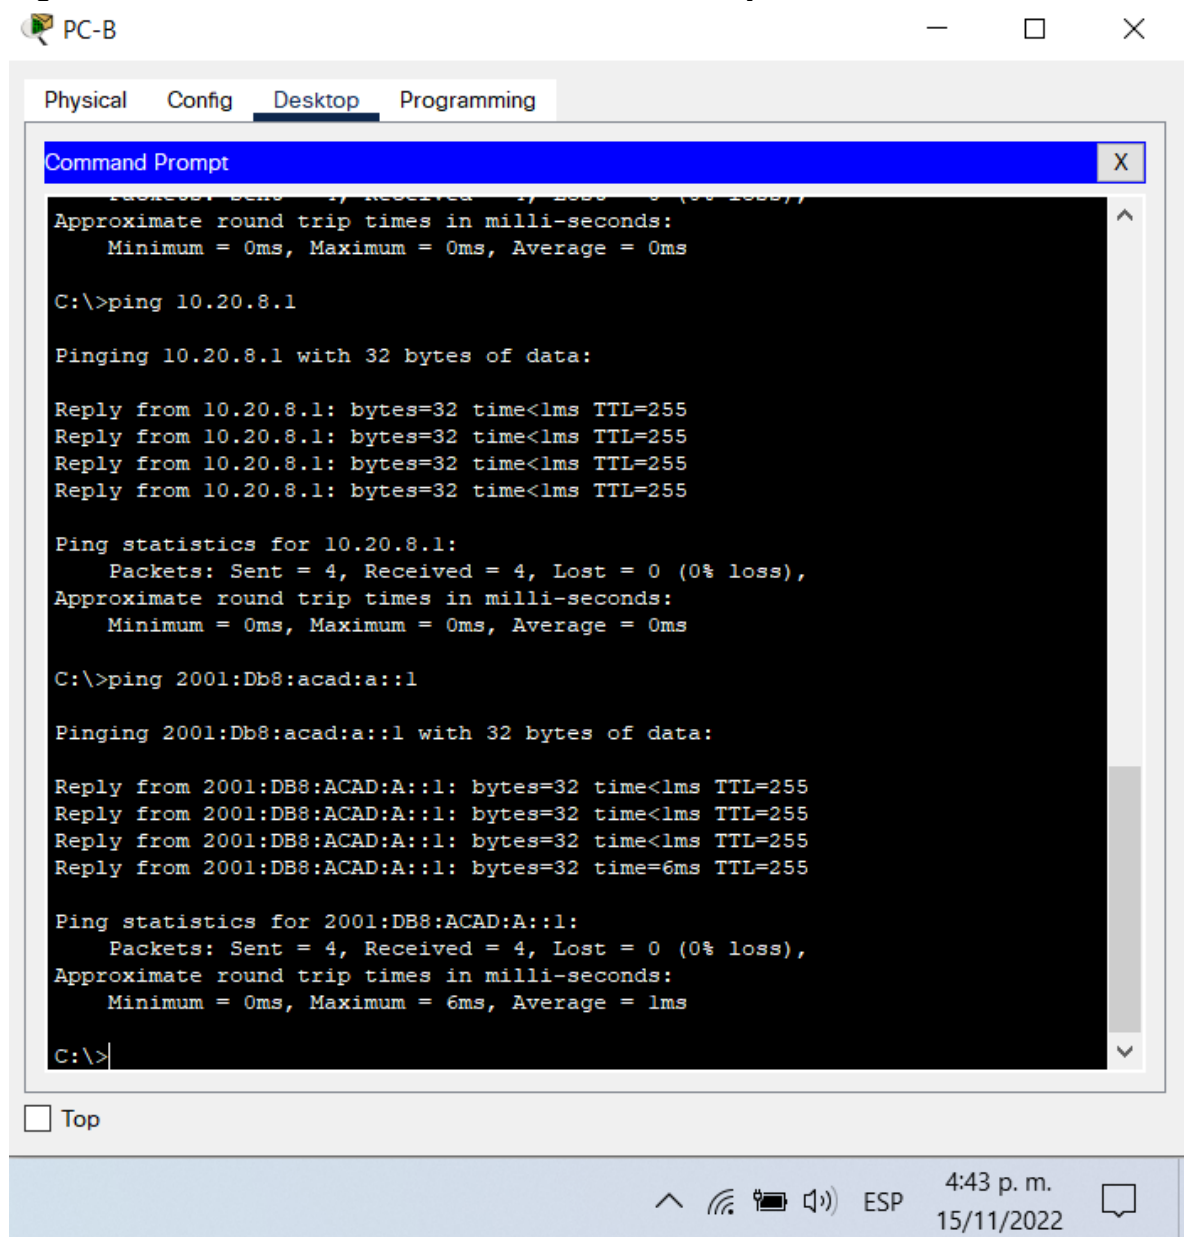 PC-B
Physical Config Desktop Programming
Command Prompt X
Packets: Sent = 4, Received = 4, Lost = 0 (0% loss),
Approximate round trip times in milli-seconds:
Minimum = 0ms, Maximum = 0ms, Average = 0ms
C:\>ping 10.20.8.1
Pinging 10.20.8.1 with 32 bytes of data:
Reply from 10.20.8.1: bytes=32 time<1ms TTL=255
Reply from 10.20.8.1: bytes=32 time<1ms TTL=255
Reply from 10.20.8.1: bytes=32 time<1ms TTL=255
Reply from 10.20.8.1: bytes=32 time<1ms TTL=255
Ping statistics for 10.20.8.1:
Packets: Sent = 4, Received = 4, Lost = 0 (0% loss),
Approximate round trip times in milli-seconds:
Minimum = 0ms, Maximum = 0ms, Average = 0ms
C:\>ping 2001:Db8:acad:a::1
Pinging 2001:Db8:acad:a::1 with 32 bytes of data:
Reply from 2001:DB8:ACAD:A::1: bytes=32 time<1ms TTL=255
Reply from 2001:DB8:ACAD:A::1: bytes=32 time<1ms TTL=255
Reply from 2001:DB8:ACAD:A::1: bytes=32 time<1ms TTL=255
Reply from 2001:DB8:ACAD:A::1: bytes=32 time=6ms TTL=255
Ping statistics for 2001:DB8:ACAD:A::1:
Packets: Sent = 4, Received = 4, Lost = 0 (0% loss),
Approximate round trip times in milli-seconds:
Minimum = 0ms, Maximum = 6ms, Average = 1ms
C:\>
Top
ESP
4:43 p. m.
15/11/2022